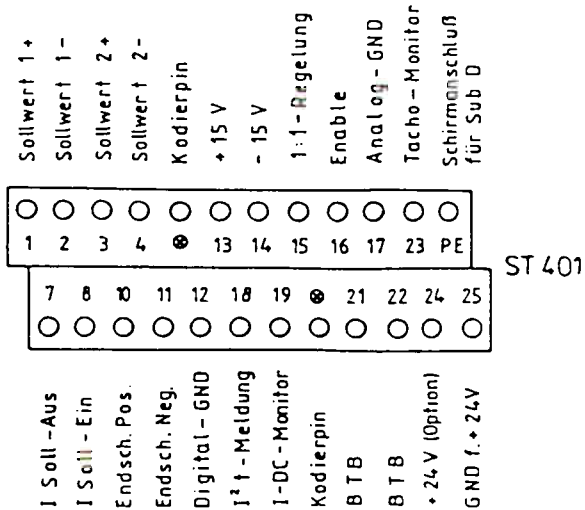 Sollwert 1+
Sollwert 1-
Sollwert 2+
Sollwert 2-
Kodierpin
+15 V
-15 V
1:1-Regelung
Enable
Analog-GND
Tacho-Monitor
Schirmanschluß
für Sub D
1 2 3 4 13 14 15 16 17 23 PE
ST 401
7 8 10 11 12 18 19 21 22 24 25
I Soll-Aus
I Soll-Ein
Endsch. Pos.
Endsch. Neg.
Digital-GND
I²t-Meldung
I-DC-Monitor
Kodierpin
BTB
BTB
+24V (Option)
GND f. +24V